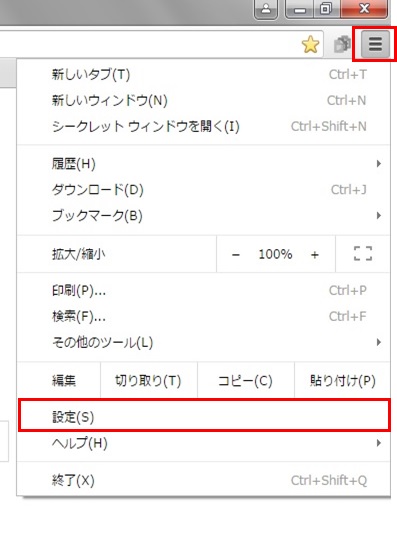 新しいタブ(T) Ctrl+T
新しいウィンドウ(N) Ctrl+N
シークレット ウィンドウを開く(I) Ctrl+Shift+N
履歴(H)
ダウンロード(D) Ctrl+J
ブックマーク(B)
拡大/縮小 − 100% +
印刷(P)... Ctrl+P
検索(F)... Ctrl+F
その他のツール(L)
編集 切り取り(T) コピー(C) 貼り付け(P)
設定(S)
ヘルプ(H)
終了(X) Ctrl+Shift+Q